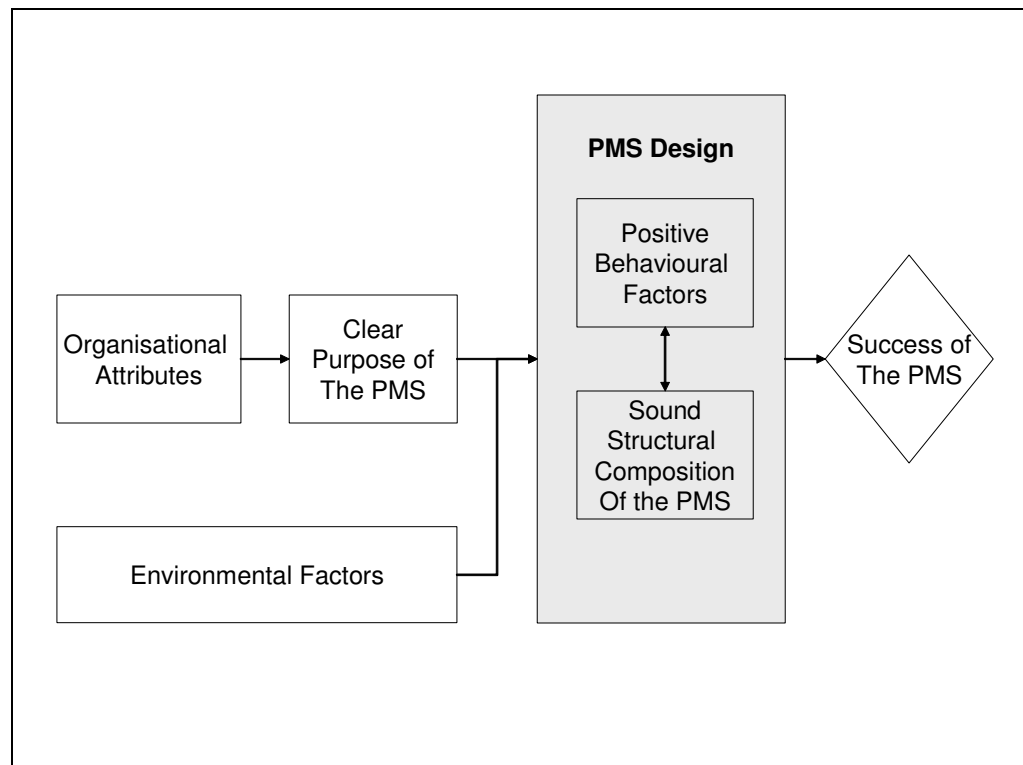 PMS Design
Positive
Behavioural
Factors
Organisational
Attributes
Clear
Purpose of
The PMS
Success of
The PMS
Sound
Structural
Composition
Of the PMS
Environmental Factors